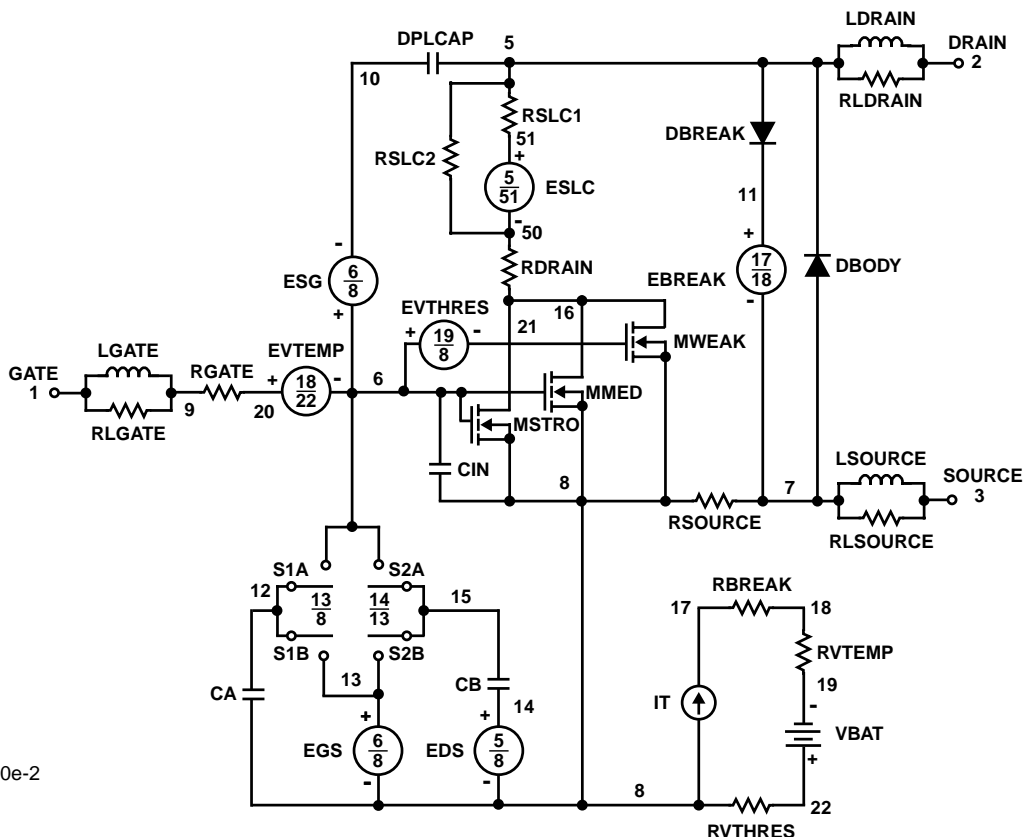 LDRAIN
DPLCAP 5 DRAIN
10 2
RSLC1 RLDRAIN
51 DBREAK
RSLC2 +
5
51 ESLC 11
-
50
- +
ESG 6
8 RDRAIN EBREAK 17
18 DBODY
+ EVTHRES 16 -
+ 19
8 - 21 MWEAK
LGATE EVTEMP
GATE RGATE + 18
22 - 6 MMED
1 9 20 MSTRO
RLGATE LSOURCE
CIN 8 7 SOURCE
3
RSOURCE RLSOURCE
S1A S2A
12 13
8 14
13 15 RBREAK
17 18
S1B S2B RVTEMP
13 CB 19
CA 14 IT -
+ + VBAT
EGS 6
8 EDS 5
8 +
0e-2 - - 8 22
RVTHRES